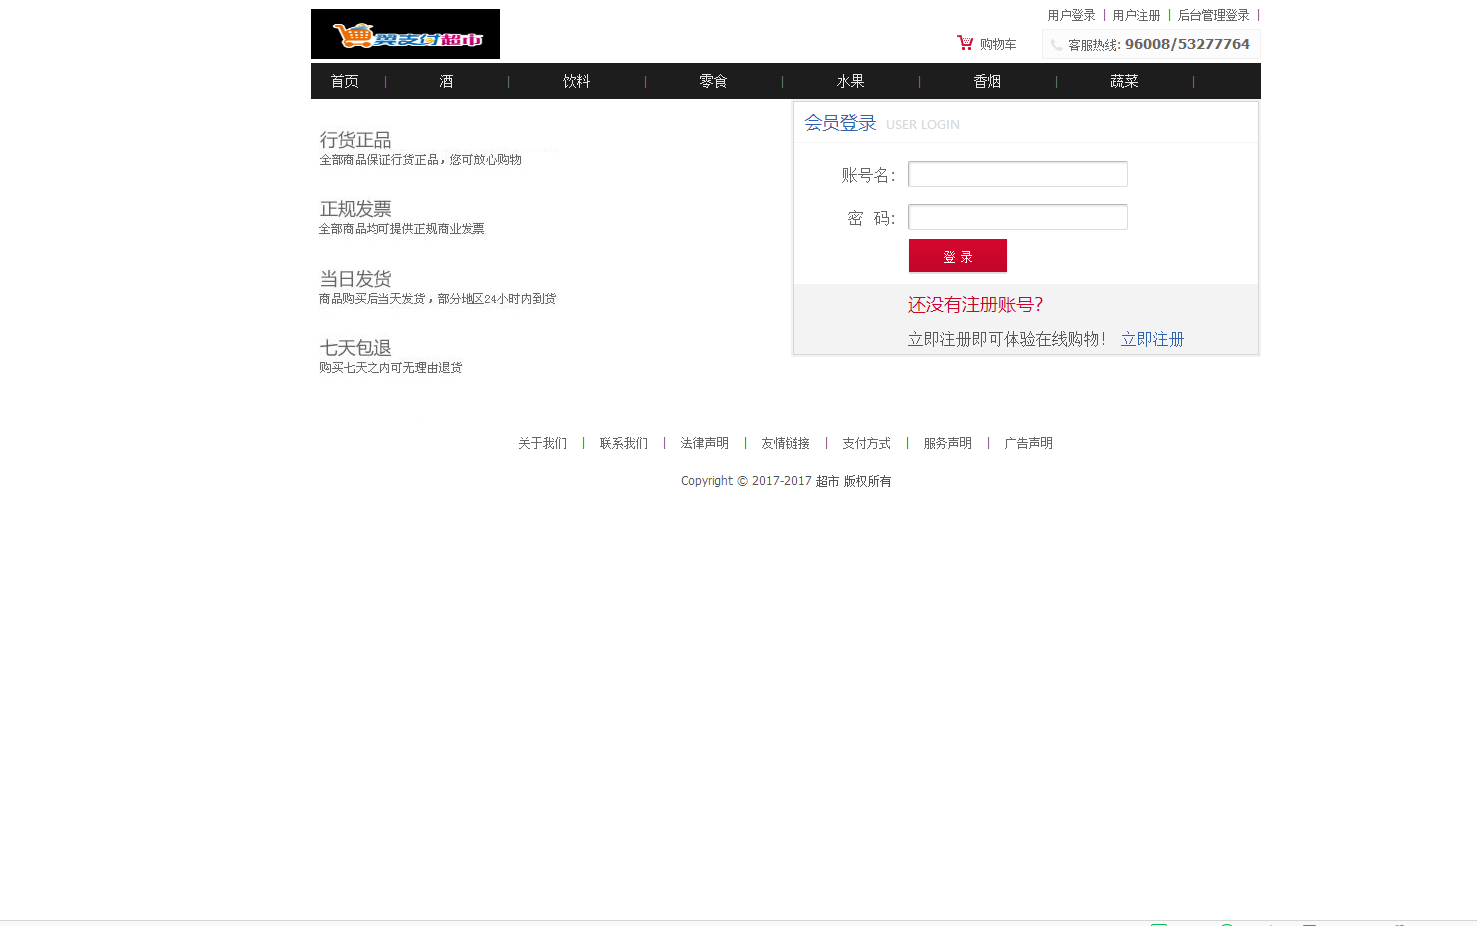 翼支付超市
用户登录 | 用户注册 | 后台管理登录 |
购物车
客服热线: 96008/53277764
首页 | 酒 | 饮料 | 零食 | 水果 | 香烟 | 蔬菜 |
行货正品
全部商品保证行货正品，您可放心购物
正规发票
全部商品均可提供正规商业发票
当日发货
商品购买后当天发货，部分地区24小时内到货
七天包退
购买七天之内可无理由退货
会员登录 USER LOGIN
账号名:
密 码:
登 录
还没有注册账号?
立即注册即可体验在线购物! 立即注册
关于我们 | 联系我们 | 法律声明 | 友情链接 | 支付方式 | 服务声明 | 广告声明
Copyright © 2017-2017 超市 版权所有